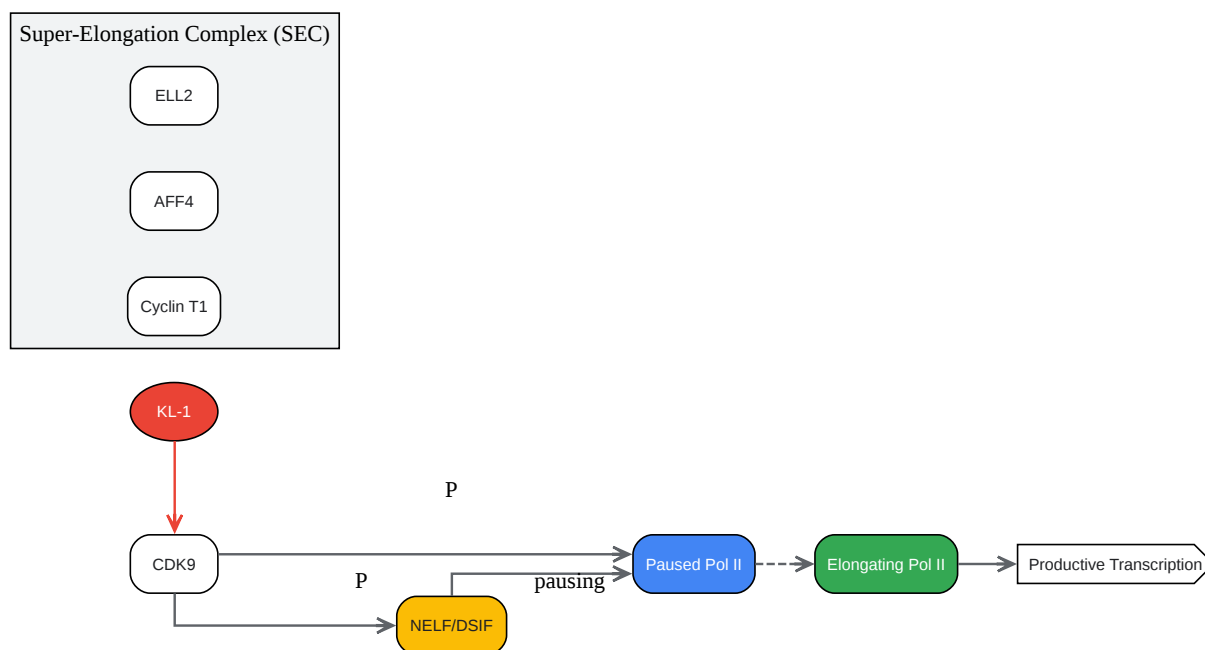 Super-Elongation Complex (SEC)
ELL2
AFF4
Cyclin T1
KL-1
P
CDK9
Paused Pol II
Elongating Pol II
Productive Transcription
P
pausing
NELF/DSIF